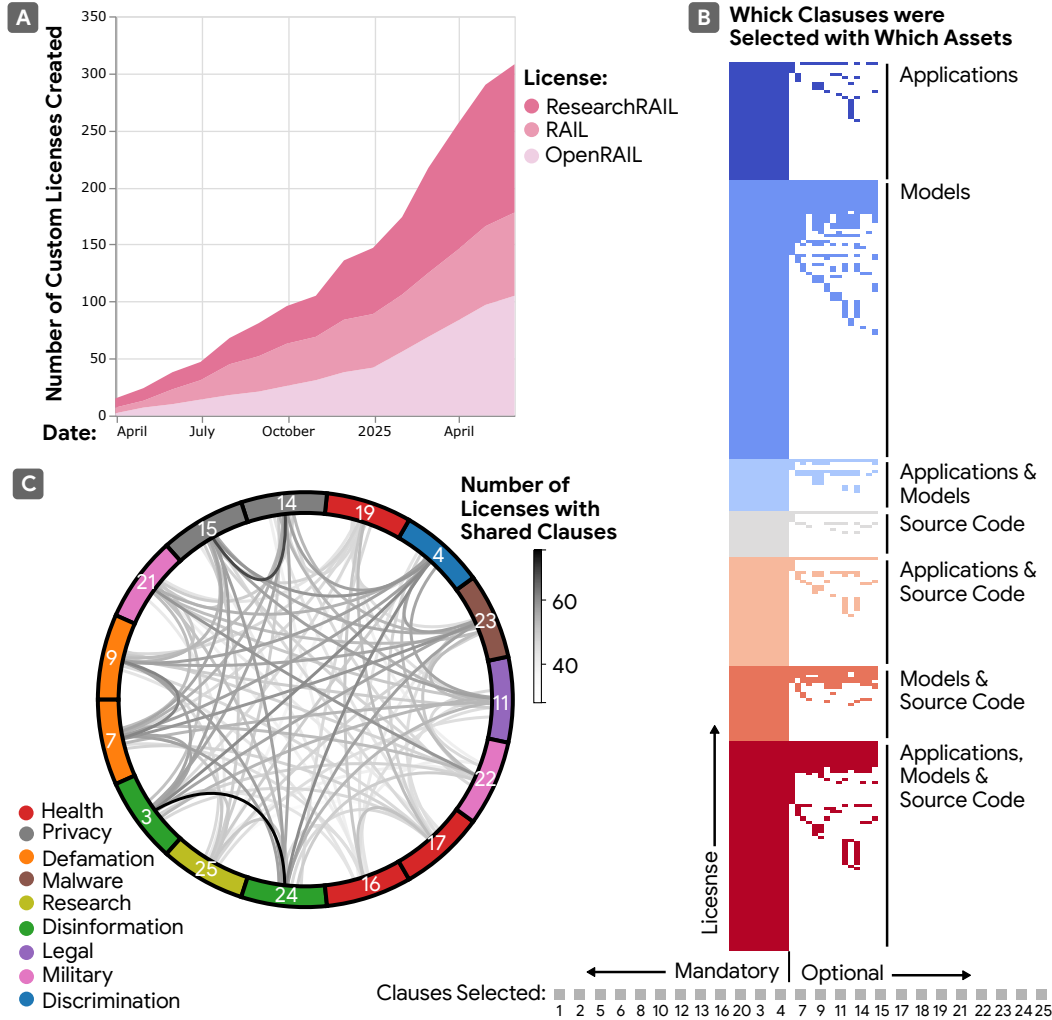 A
Number of Custom Licenses Created
350
300
250
200
150
100
50
0
Date:
April
July
October
2025
April
License:
ResearchRAIL
RAIL
OpenRAIL
B
Whick Clasuses were
Selected with Which Assets
Applications
Models
Applications &
Models
Source Code
Applications &
Source Code
Models &
Source Code
Applications,
Models &
Source Code
Licesnse
Mandatory
Optional
Clauses Selected:
1 2 5 6 8 10 12 13 16 20 3 4 7 9 11 14 15 17 18 19 21 22 23 24 25
C
Number of
Licenses with
Shared Clauses
60
40
14
19
4
23
11
22
17
16
24
25
3
7
9
21
15
Health
Privacy
Defamation
Malware
Research
Disinformation
Legal
Military
Discrimination